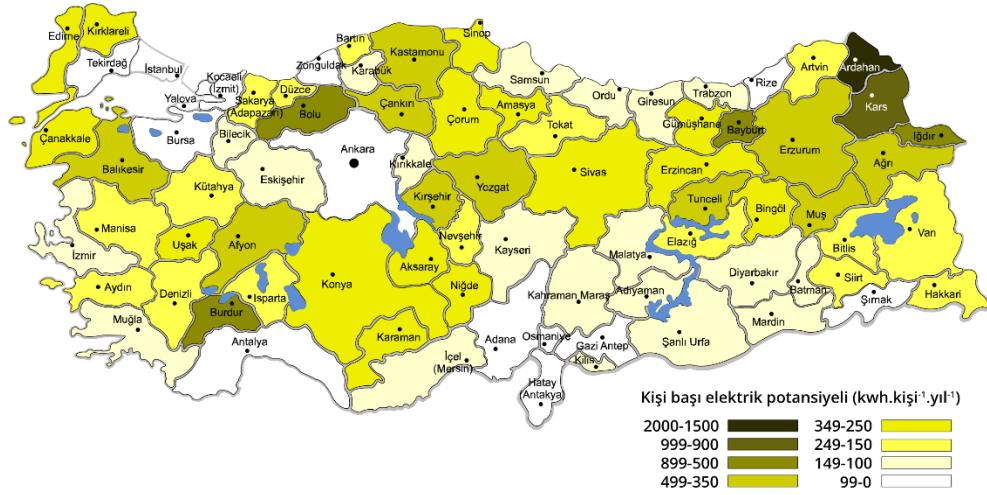 Edirne
Kırklareli
Tekirdağ
İstanbul
Kocaeli
(İzmit)
Yalova
Sakarya
(Adapazarı)
Düzce
Bolu
Zonguldak
Bartın
Karabük
Kastamonu
Sinop
Samsun
Ordu
Giresun
Trabzon
Rize
Artvin
Ardahan
Kars
Iğdır
Çanakkale
Balıkesir
Bursa
Bilecik
Eskişehir
Kütahya
Ankara
Çankırı
Kırıkkale
Çorum
Amasya
Tokat
Sivas
Gümüşhane
Bayburt
Erzincan
Erzurum
Ağrı
Manisa
İzmir
Uşak
Afyon
Aydın
Denizli
Isparta
Burdur
Muğla
Antalya
Konya
Karaman
Aksaray
Kırşehir
Yozgat
Nevşehir
Niğde
Kayseri
İçel
(Mersin)
Adana
Osmaniye
Hatay
(Antakya)
Kahraman Maraş
Malatya
Adıyaman
Gazi Antep
Kilis
Şanlı Urfa
Tunceli
Elazığ
Bingöl
Muş
Bitlis
Van
Diyarbakır
Batman
Siirt
Mardin
Şırnak
Hakkari
Kişi başı elektrik potansiyeli (kwh.kişi-1.yıl-1)
2000-1500
349-250
999-900
249-150
899-500
149-100
499-350
99-0